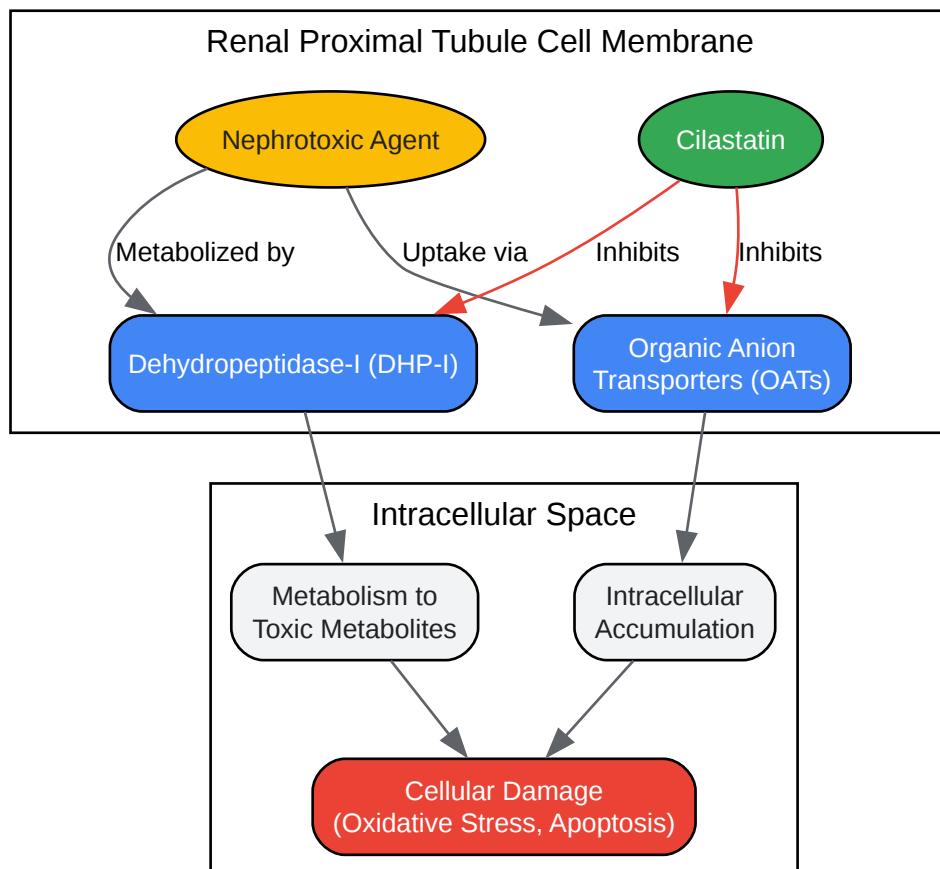 Renal Proximal Tubule Cell Membrane
Nephrotoxic Agent
Cilastatin
Metabolized by
Uptake via
Inhibits
Inhibits
Dehydropeptidase-I (DHP-I)
Organic Anion
Transporters (OATs)
Intracellular Space
Metabolism to
Toxic Metabolites
Intracellular
Accumulation
Cellular Damage
(Oxidative Stress, Apoptosis)